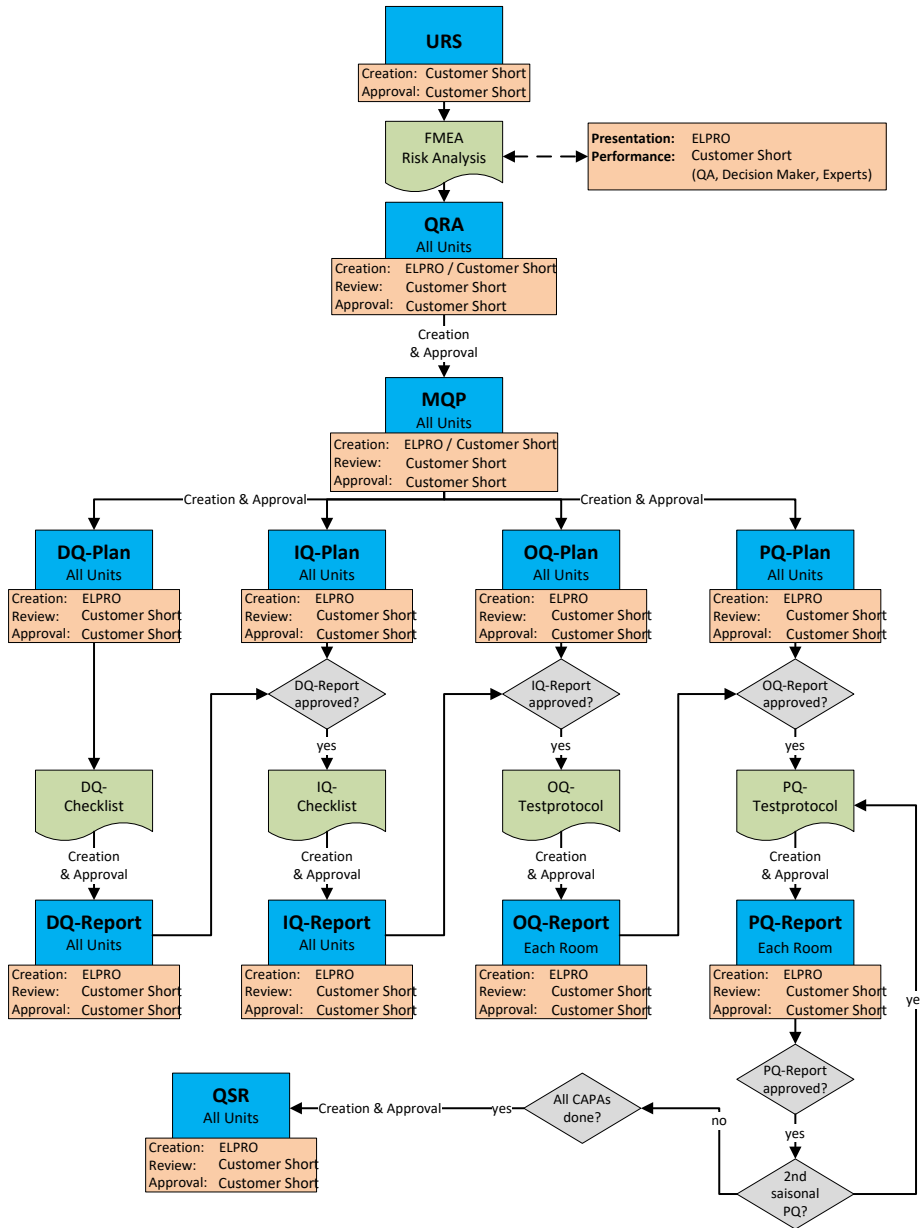 URS
Creation: Customer Short
Approval: Customer Short
FMEA
Risk Analysis
Presentation: ELPRO
Performance: Customer Short
(QA, Decision Maker, Experts)
QRA
All Units
Creation: ELPRO / Customer Short
Review: Customer Short
Approval: Customer Short
Creation
& Approval
MQP
All Units
Creation: ELPRO / Customer Short
Review: Customer Short
Approval: Customer Short
Creation & Approval
Creation & Approval
DQ-Plan
All Units
Creation: ELPRO
Review: Customer Short
Approval: Customer Short
IQ-Plan
All Units
Creation: ELPRO
Review: Customer Short
Approval: Customer Short
OQ-Plan
All Units
Creation: ELPRO
Review: Customer Short
Approval: Customer Short
PQ-Plan
All Units
Creation: ELPRO
Review: Customer Short
Approval: Customer Short
DQ-Report
approved?
IQ-Report
approved?
OQ-Report
approved?
yes
yes
yes
DQ-
Checklist
IQ-
Checklist
OQ-
Testprotocol
PQ-
Testprotocol
Creation
& Approval
Creation
& Approval
Creation
& Approval
Creation
& Approval
DQ-Report
All Units
Creation: ELPRO
Review: Customer Short
Approval: Customer Short
IQ-Report
All Units
Creation: ELPRO
Review: Customer Short
Approval: Customer Short
OQ-Report
Each Room
Creation: ELPRO
Review: Customer Short
Approval: Customer Short
PQ-Report
Each Room
Creation: ELPRO
Review: Customer Short
Approval: Customer Short
ye
PQ-Report
approved?
yes
2nd
saisonal
PQ?
no
All CAPAs
done?
yes
Creation & Approval
QSR
All Units
Creation: ELPRO
Review: Customer Short
Approval: Customer Short